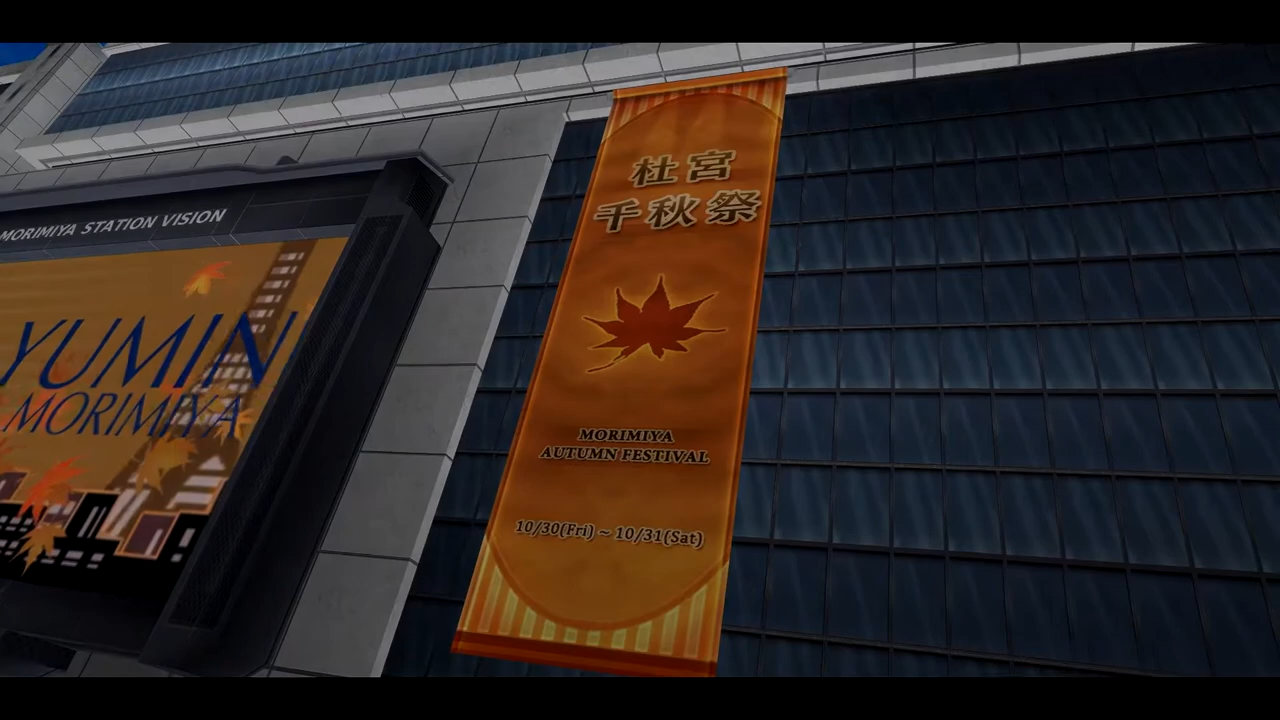 MORIMIYA STATION VISION
YUMIN
MORIMIYA
杜宮
千秋祭
MORIMIYA
AUTUMN FESTIVAL
10/30(Fri) ~ 10/31(Sat)